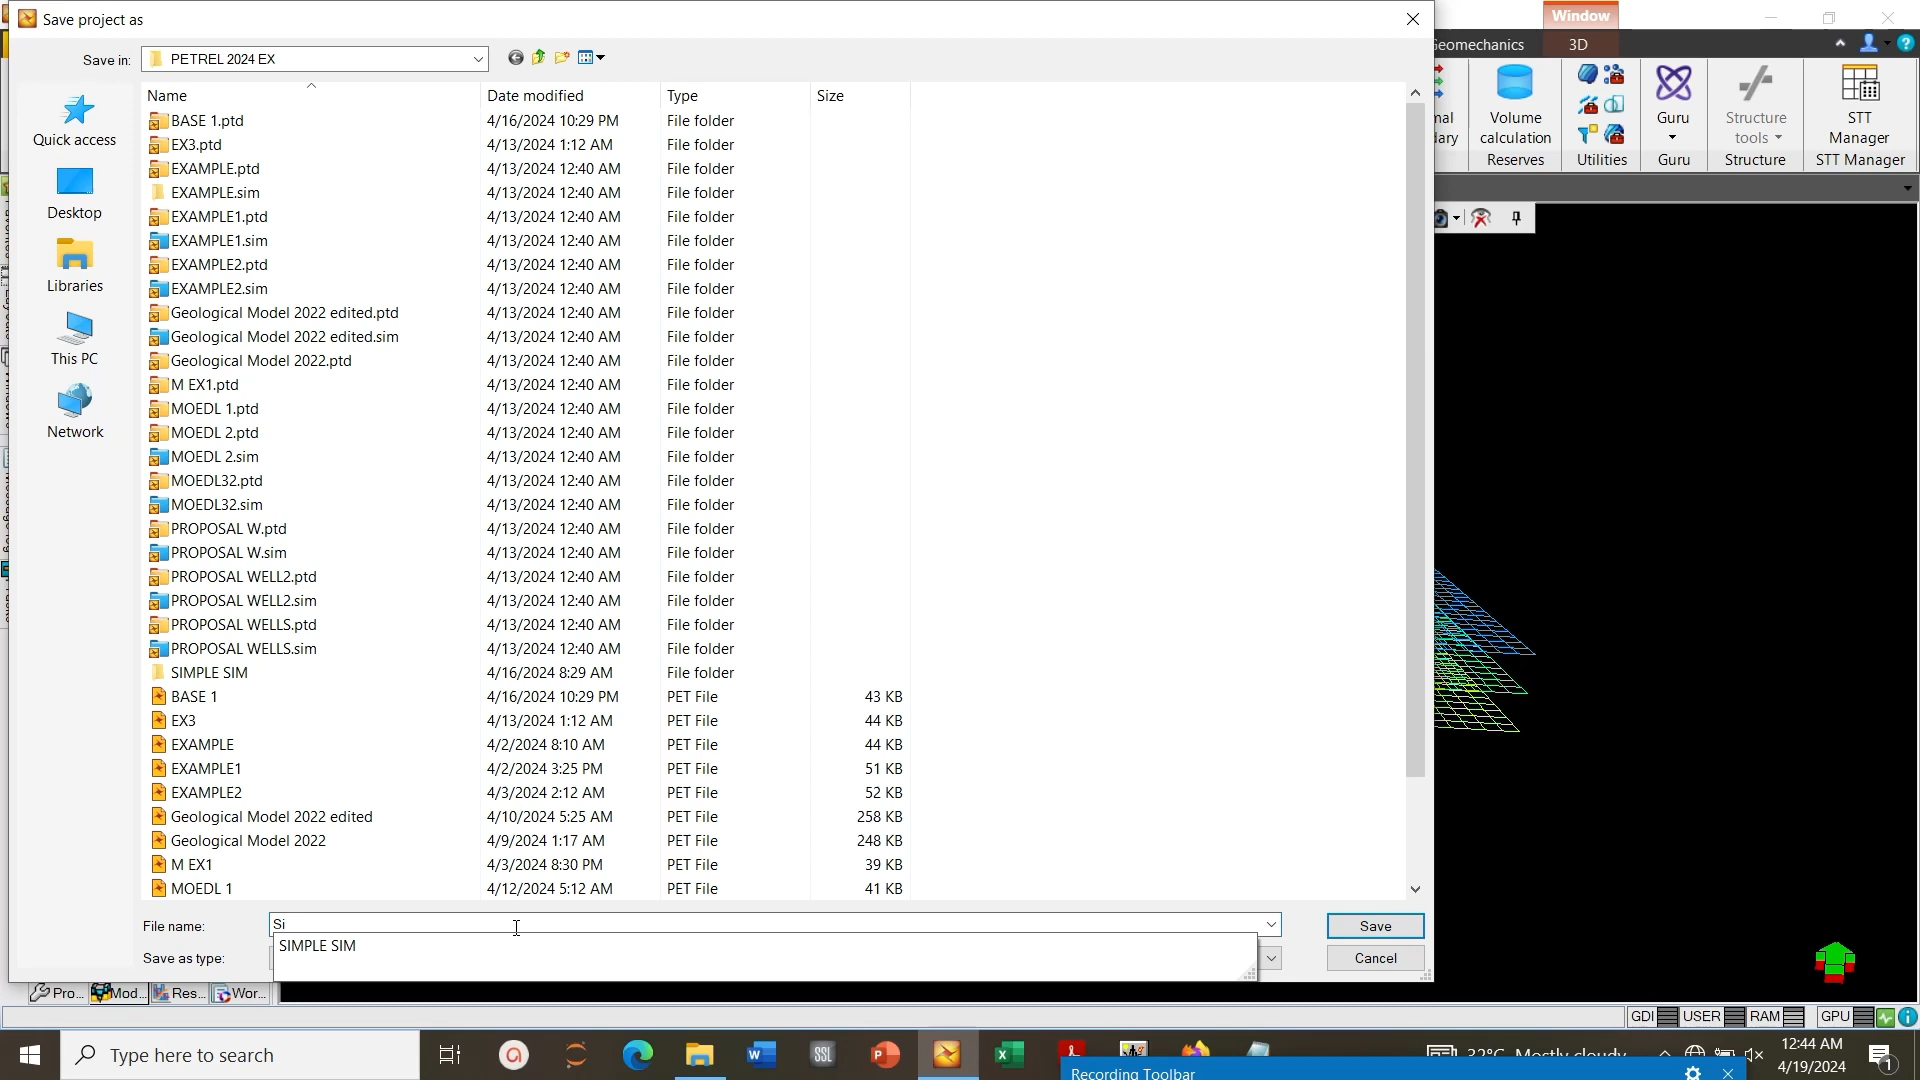 Save project as
Window
Save in:
PETREL 2024 EX
Geomechanics
3D
Name
Date modified
Type
Size
Quick access
Desktop
Libraries
This PC
Network
BASE 1.ptd 4/16/2024 10:29 PM File folder
EX3.ptd 4/13/2024 1:12 AM File folder
EXAMPLE.ptd 4/13/2024 12:40 AM File folder
EXAMPLE.sim 4/13/2024 12:40 AM File folder
EXAMPLE1.ptd 4/13/2024 12:40 AM File folder
EXAMPLE1.sim 4/13/2024 12:40 AM File folder
EXAMPLE2.ptd 4/13/2024 12:40 AM File folder
EXAMPLE2.sim 4/13/2024 12:40 AM File folder
Geological Model 2022 edited.ptd 4/13/2024 12:40 AM File folder
Geological Model 2022 edited.sim 4/13/2024 12:40 AM File folder
Geological Model 2022.ptd 4/13/2024 12:40 AM File folder
M EX1.ptd 4/13/2024 12:40 AM File folder
MOEDL 1.ptd 4/13/2024 12:40 AM File folder
MOEDL 2.ptd 4/13/2024 12:40 AM File folder
MOEDL 2.sim 4/13/2024 12:40 AM File folder
MOEDL32.ptd 4/13/2024 12:40 AM File folder
MOEDL32.sim 4/13/2024 12:40 AM File folder
PROPOSAL W.ptd 4/13/2024 12:40 AM File folder
PROPOSAL W.sim 4/13/2024 12:40 AM File folder
PROPOSAL WELL2.ptd 4/13/2024 12:40 AM File folder
PROPOSAL WELL2.sim 4/13/2024 12:40 AM File folder
PROPOSAL WELLS.ptd 4/13/2024 12:40 AM File folder
PROPOSAL WELLS.sim 4/13/2024 12:40 AM File folder
SIMPLE SIM 4/16/2024 8:29 AM File folder
BASE 1 4/16/2024 10:29 PM PET File 43 KB
EX3 4/13/2024 1:12 AM PET File 44 KB
EXAMPLE 4/2/2024 8:10 AM PET File 44 KB
EXAMPLE1 4/2/2024 3:25 PM PET File 51 KB
EXAMPLE2 4/3/2024 2:12 AM PET File 52 KB
Geological Model 2022 edited 4/10/2024 5:25 AM PET File 258 KB
Geological Model 2022 4/9/2024 1:17 AM PET File 248 KB
M EX1 4/3/2024 8:30 PM PET File 39 KB
MOEDL 1 4/12/2024 5:12 AM PET File 41 KB
File name:
Si
SIMPLE SIM
Save as type:
Save
Cancel
Volume
calculation
Reserves
Utilities
Guru
Guru
Structure
tools
Structure
STT
Manager
STT Manager
Pro...
Mod...
Res...
Wor...
GDI
USER
RAM
GPU
Type here to search
SSL
32°C Mostly cloudy
12:44 AM
4/19/2024
1
Recording Toolbar